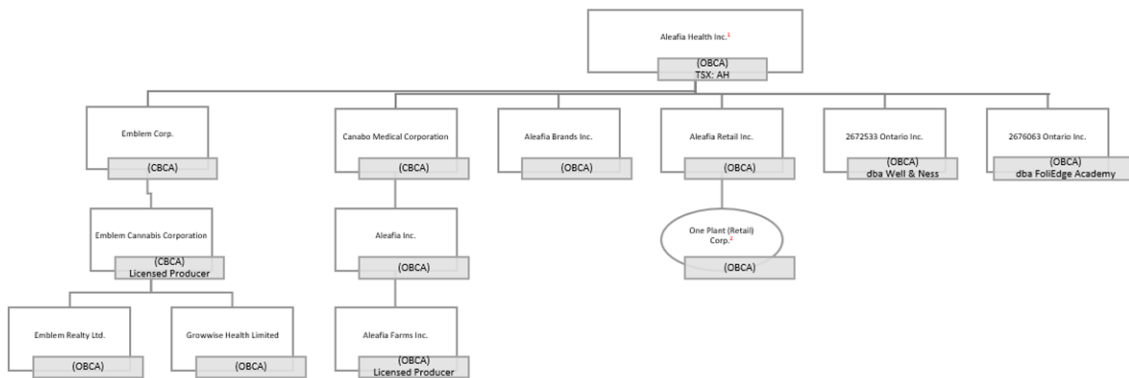 Aleafia Health Inc.1
(OBCA)
TSX: AH
Emblem Corp.
(CBCA)
Canabo Medical Corporation
(CBCA)
Aleafia Brands Inc.
(OBCA)
Aleafia Retail Inc.
(OBCA)
2672533 Ontario Inc.
(OBCA)
dba Well & Ness
2676063 Ontario Inc.
(OBCA)
dba FoliEdge Academy
Emblem Cannabis Corporation
(CBCA)
Licensed Producer
Aleafia Inc.
(OBCA)
One Plant (Retail)
Corp.2
(OBCA)
Emblem Realty Ltd.
(OBCA)
Growwise Health Limited
(OBCA)
Aleafia Farms Inc.
(OBCA)
Licensed Producer